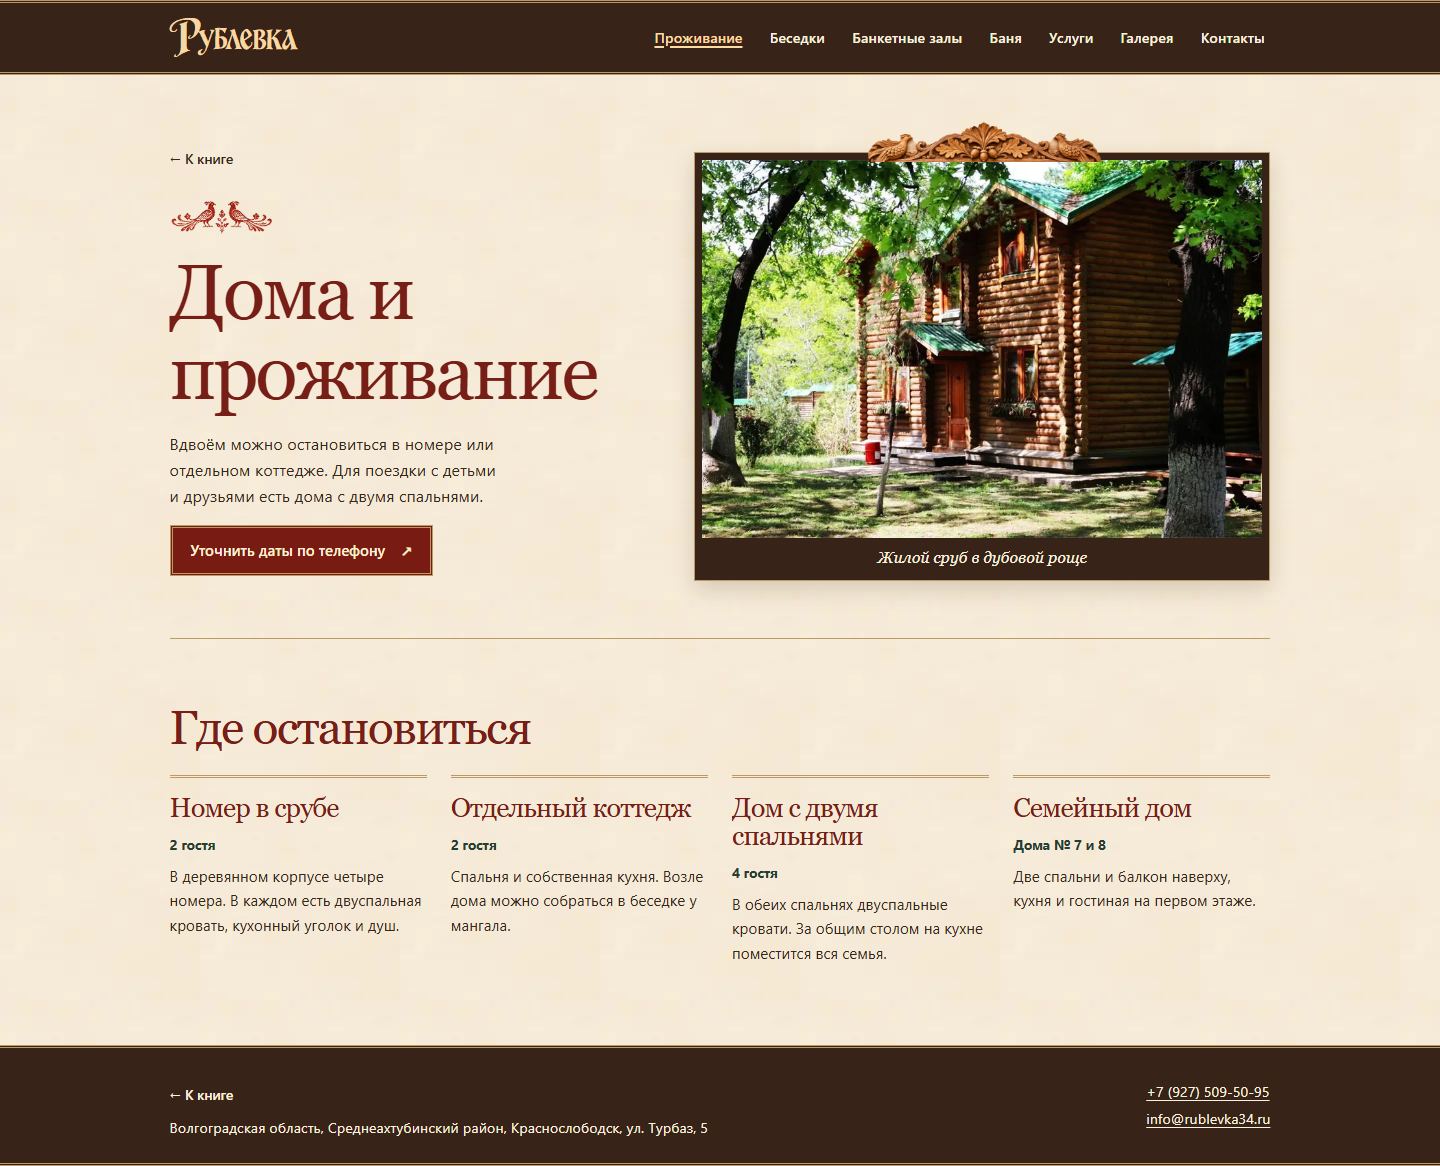 Рублевка
Проживание Беседки Банкетные залы Баня Услуги Галерея Контакты
← К книге
Дома и
проживание
Вдвоём можно остановиться в номере или
отдельном коттедже. Для поездки с детьми
и друзьями есть дома с двумя спальнями.
Уточнить даты по телефону ↗
Жилой сруб в дубовой роще
Где остановиться
Номер в срубе
2 гостя
В деревянном корпусе четыре
номера. В каждом есть двуспальная
кровать, кухонный уголок и душ.
Отдельный коттедж
2 гостя
Спальня и собственная кухня. Возле
дома можно собраться в беседке у
мангала.
Дом с двумя
спальнями
4 гостя
В обеих спальнях двуспальные
кровати. За общим столом на кухне
поместится вся семья.
Семейный дом
Дома № 7 и 8
Две спальни и балкон наверху,
кухня и гостиная на первом этаже.
← К книге
Волгоградская область, Среднеахтубинский район, Краснослободск, ул. Турбаз, 5
+7 (927) 509-50-95
info@rublevka34.ru